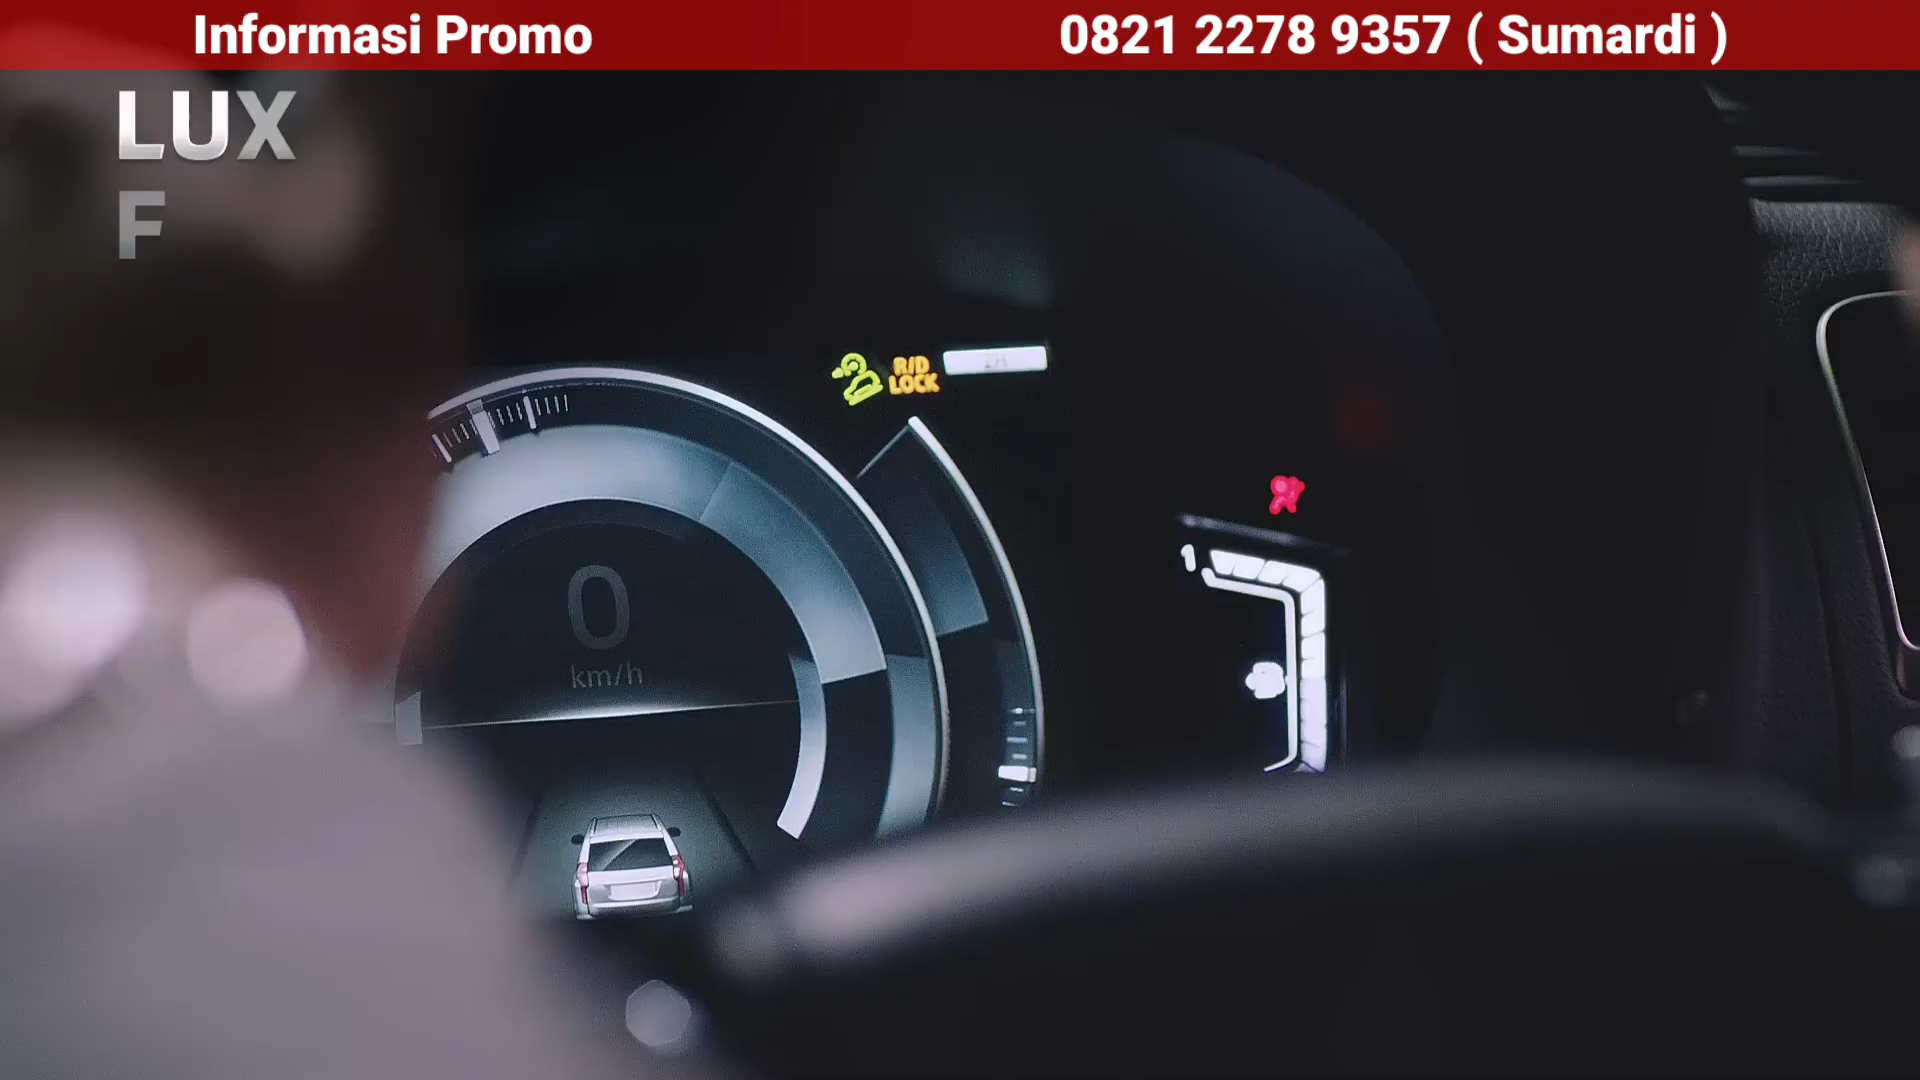 Informasi Promo
0821 2278 9357 ( Sumardi )
LUX
F
R/D
LOCK
0
km/h
1